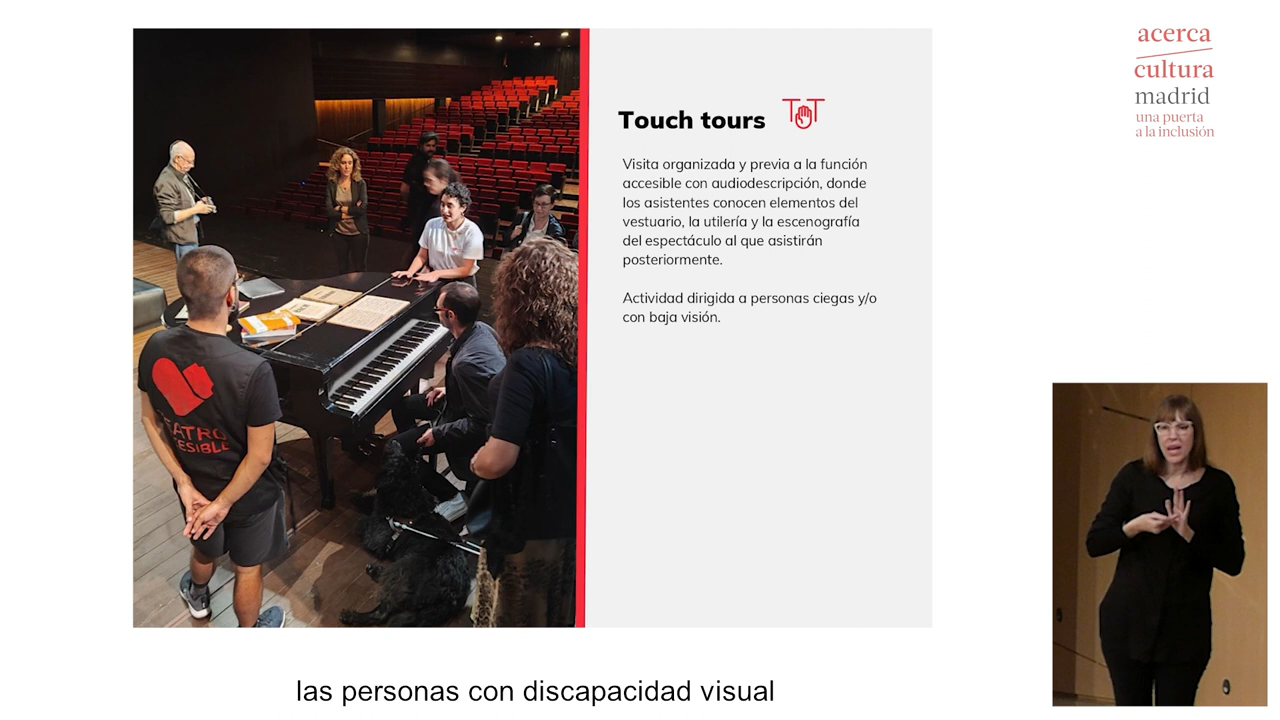 acerca
cultura
madrid
una puerta
a la inclusión
Touch tours
Visita organizada y previa a la función
accesible con audiodescripción, donde
los asistentes conocen elementos del
vestuario, la utilería y la escenografía
del espectáculo al que asistirán
posteriormente.
Actividad dirigida a personas ciegas y/o
con baja visión.
las personas con discapacidad visual